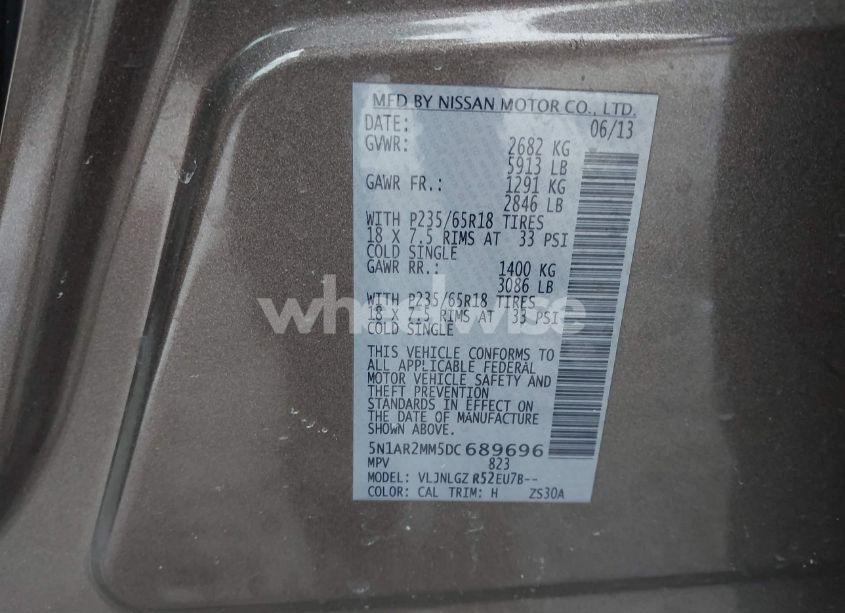 MFD BY NISSAN MOTOR CO., LTD.
DATE: 06/13
GVWR: 2682 KG
5913 LB
GAWR FR.: 1291 KG
2846 LB
WITH P235/65R18 TIRES
18 X 7.5 RIMS AT 33 PSI
COLD SINGLE
GAWR RR.: 1400 KG
3086 LB
WITH P235/65R18 TIRES
18 X 7.5 RIMS AT 33 PSI
COLD SINGLE
THIS VEHICLE CONFORMS TO
ALL APPLICABLE FEDERAL
MOTOR VEHICLE SAFETY AND
THEFT PREVENTION
STANDARDS IN EFFECT ON
THE DATE OF MANUFACTURE
SHOWN ABOVE.
5N1AR2MM5DC689696
MPV 823
MODEL: VLJNLGZ R52EU7B--
COLOR: CAL TRIM: H ZS30A
wheelwise